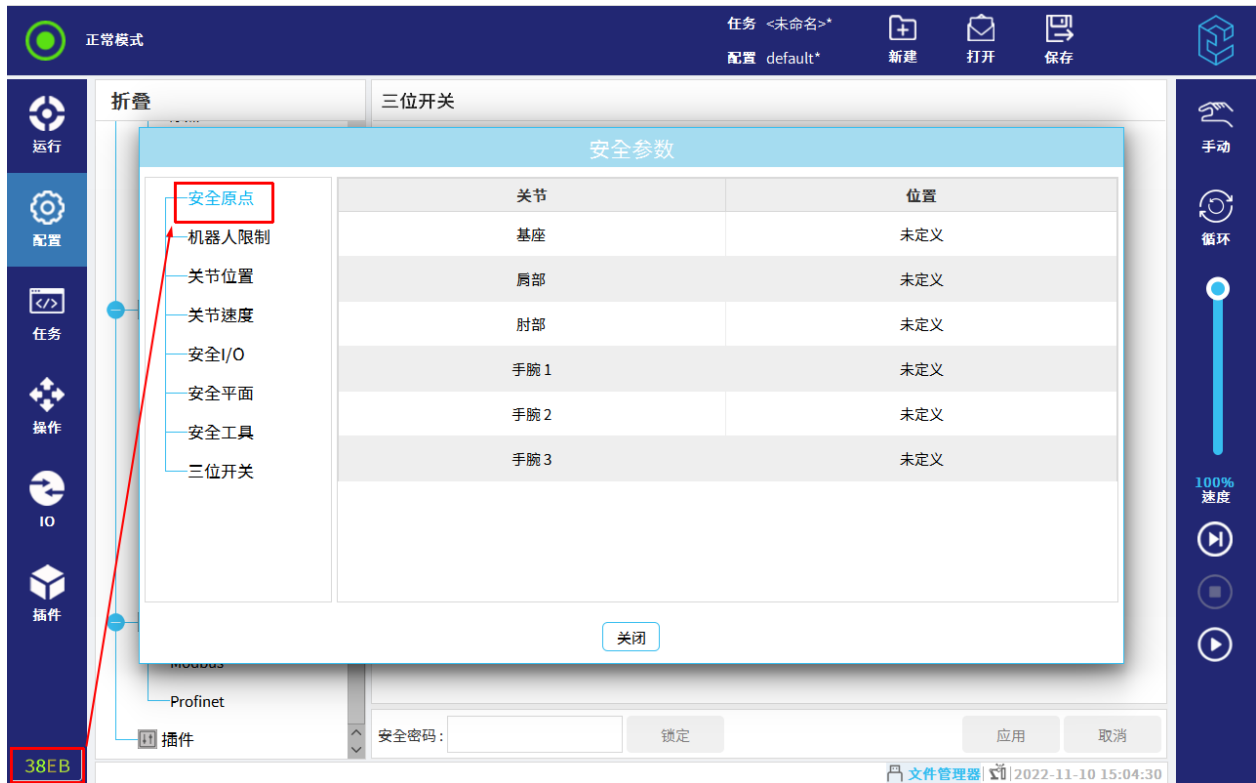 正常模式
任务 <未命名>*
配置 default*
新建
打开
保存
运行
配置
任务
操作
IO
插件
38EB
折叠
三位开关
安全参数
安全原点
机器人限制
关节位置
关节速度
安全I/O
安全平面
安全工具
三位开关
关节 位置
基座 未定义
肩部 未定义
肘部 未定义
手腕 1 未定义
手腕 2 未定义
手腕 3 未定义
关闭
Modbus
Profinet
插件
安全密码:
锁定
应用
取消
手动
循环
100%
速度
文件管理器
2022-11-10 15:04:30